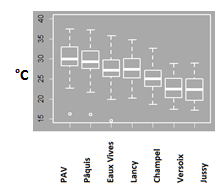 40
35
30
25
20
15
°C
PAV
Pâquis
Eaux Vives
Lancy
Champel
Versoix
Jussy